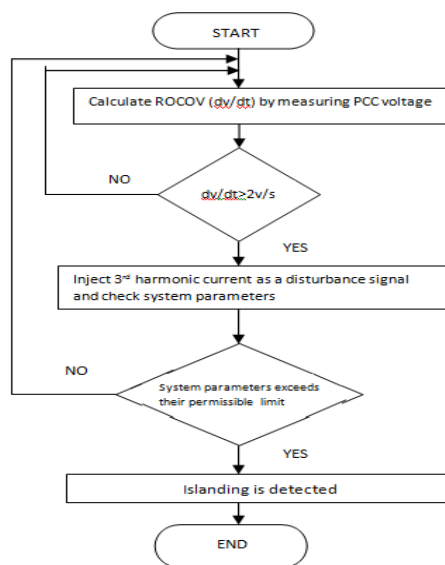 START
Calculate ROCOV (dv/dt) by measuring PCC voltage
NO
dv/dt>2v/s
YES
Inject 3rd harmonic current as a disturbance signal
and check system parameters
NO
System parameters exceeds
their permissible limit
YES
Islanding is detected
END